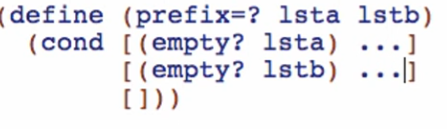 (define (prefix=? lsta lstb)
(cond [(empty? lsta) ...]
[(empty? lstb) ...]
[]))